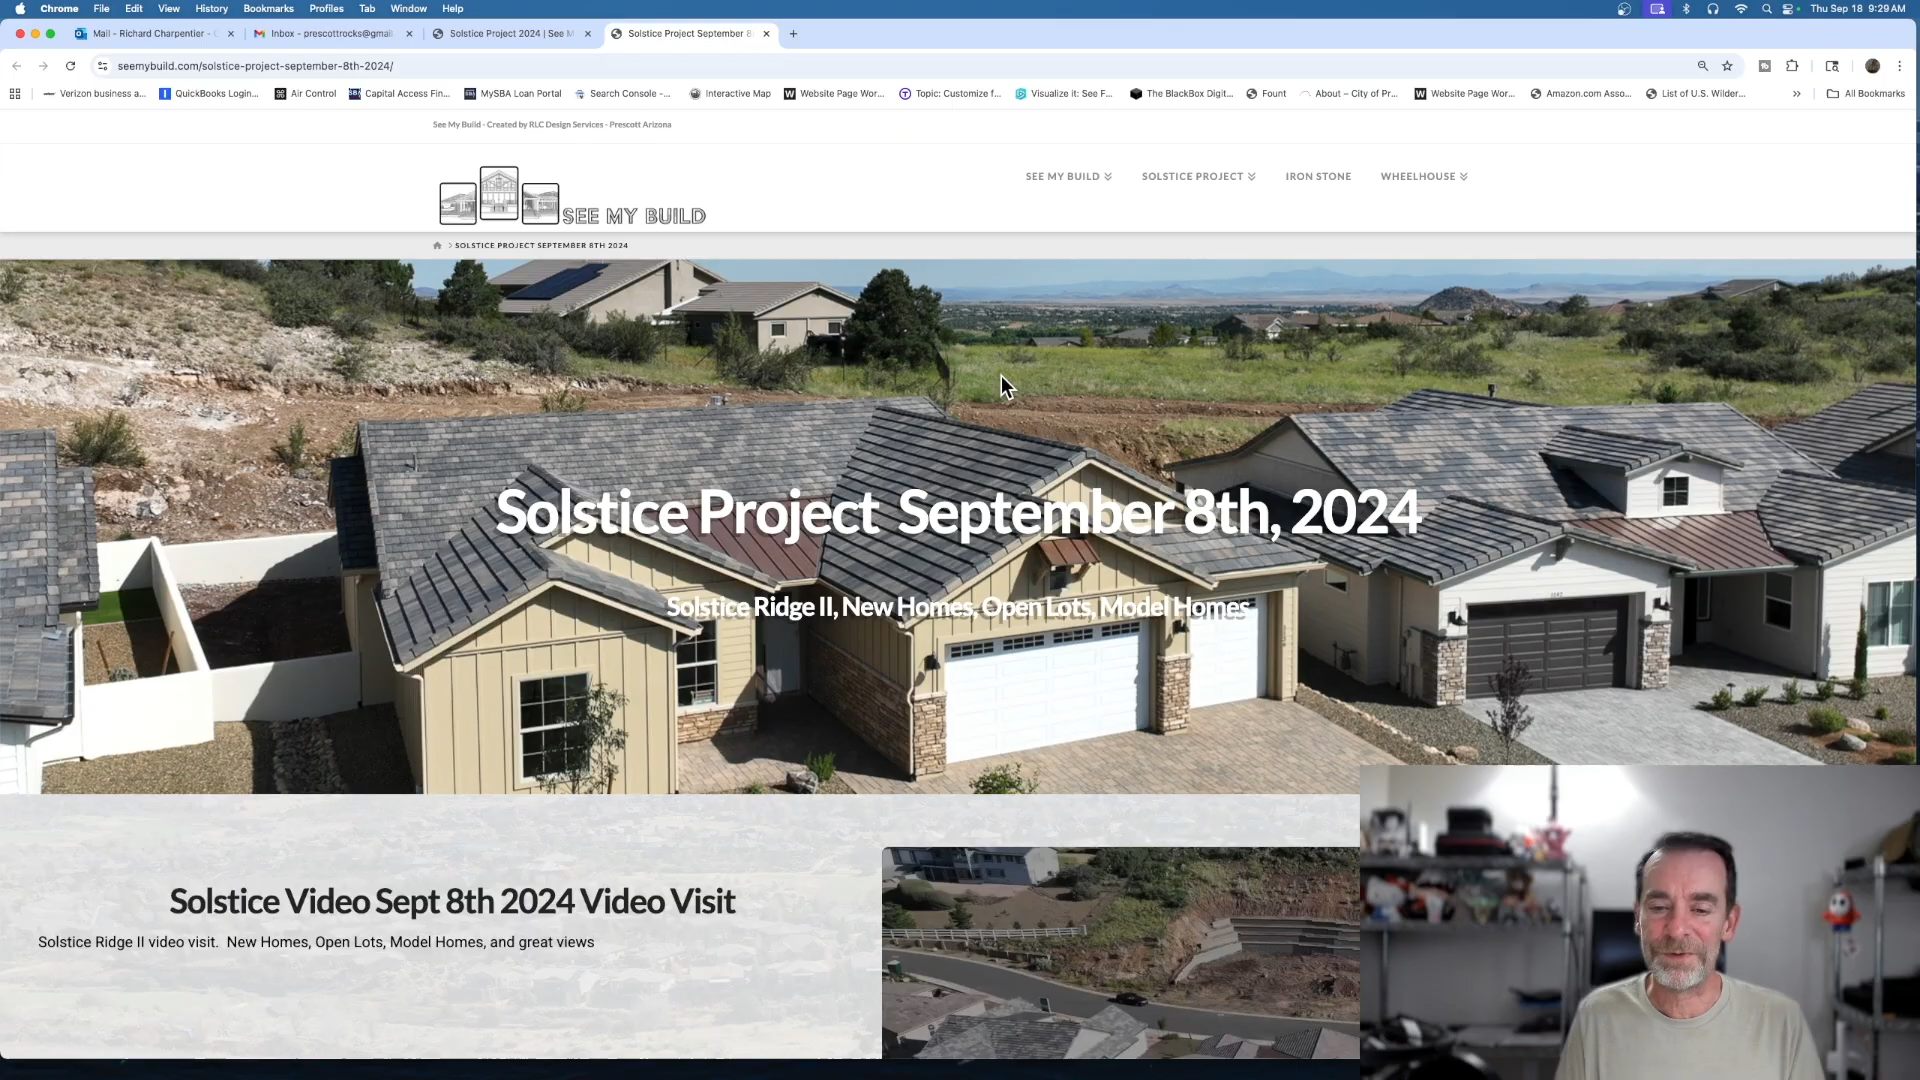 Chrome File Edit View History Bookmarks Profiles Tab Window Help Thu Sep 18 9:29 AM
Mail - Richard Charpentier - Inbox - prescottrocks@gmai Solstice Project 2024 | See M Solstice Project September 8
seemybuild.com/solstice-project-september-8th-2024/
Verizon business a... QuickBooks Login... Air Control Capital Access Fin... MySBA Loan Portal Search Console -... Interactive Map Website Page Wor... Topic: Customize f... Visualize it: See F... The BlackBox Digit... Fount About – City of Pr... Website Page Wor... Amazon.com Asso... List of U.S. Wilder... All Bookmarks
See My Build - Created by RLC Design Services - Prescott Arizona
SEE MY BUILD SOLSTICE PROJECT IRON STONE WHEELHOUSE
SEE MY BUILD
SOLSTICE PROJECT SEPTEMBER 8TH 2024
Solstice Project September 8th, 2024
Solstice Ridge II, New Homes, Open Lots, Model Homes
Solstice Video Sept 8th 2024 Video Visit
Solstice Ridge II video visit. New Homes, Open Lots, Model Homes, and great views